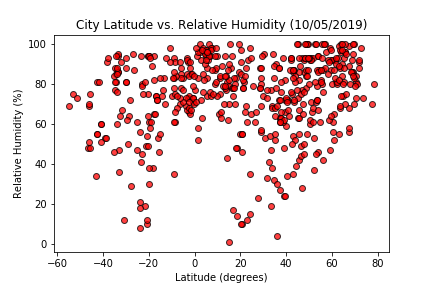 City Latitude vs. Relative Humidity (10/05/2019)
100
80
60
40
20
0
Relative Humidity (%)
−60 −40 −20 0 20 40 60 80
Latitude (degrees)